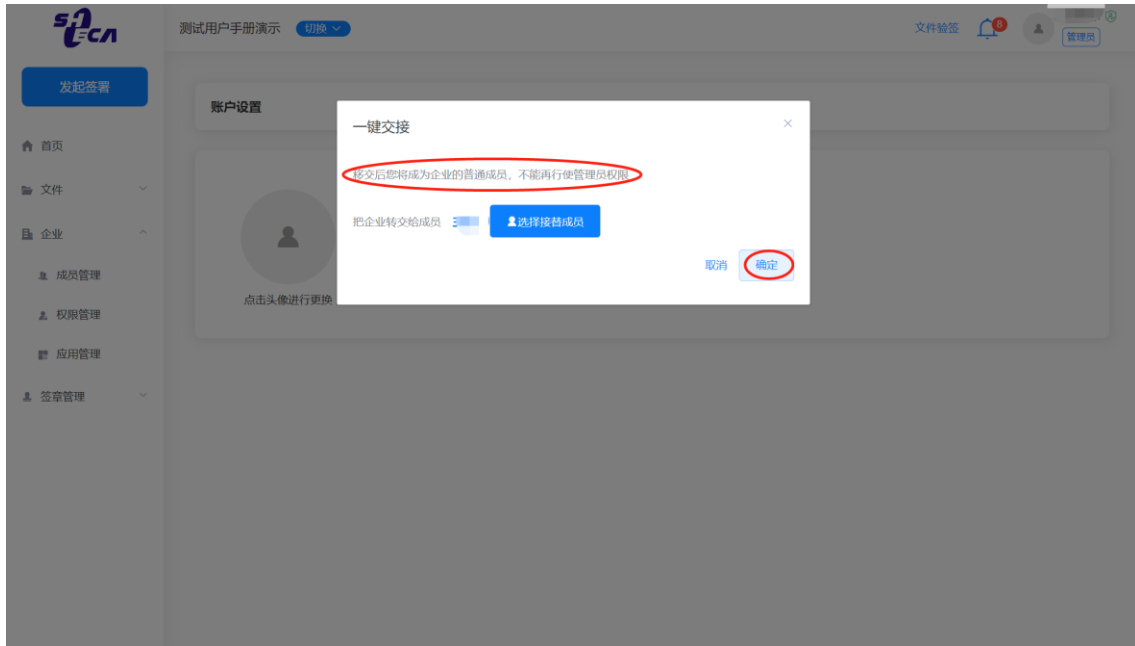 SHECA
测试用户手册演示 切换
文件验签 8
管理员
发起签署
账户设置
首页
文件
企业
成员管理
权限管理
应用管理
签章管理
点击头像进行更换
一键交接
移交后您将成为企业的普通成员，不能再行使管理员权限
把企业转交给成员 选择接替成员
取消 确定